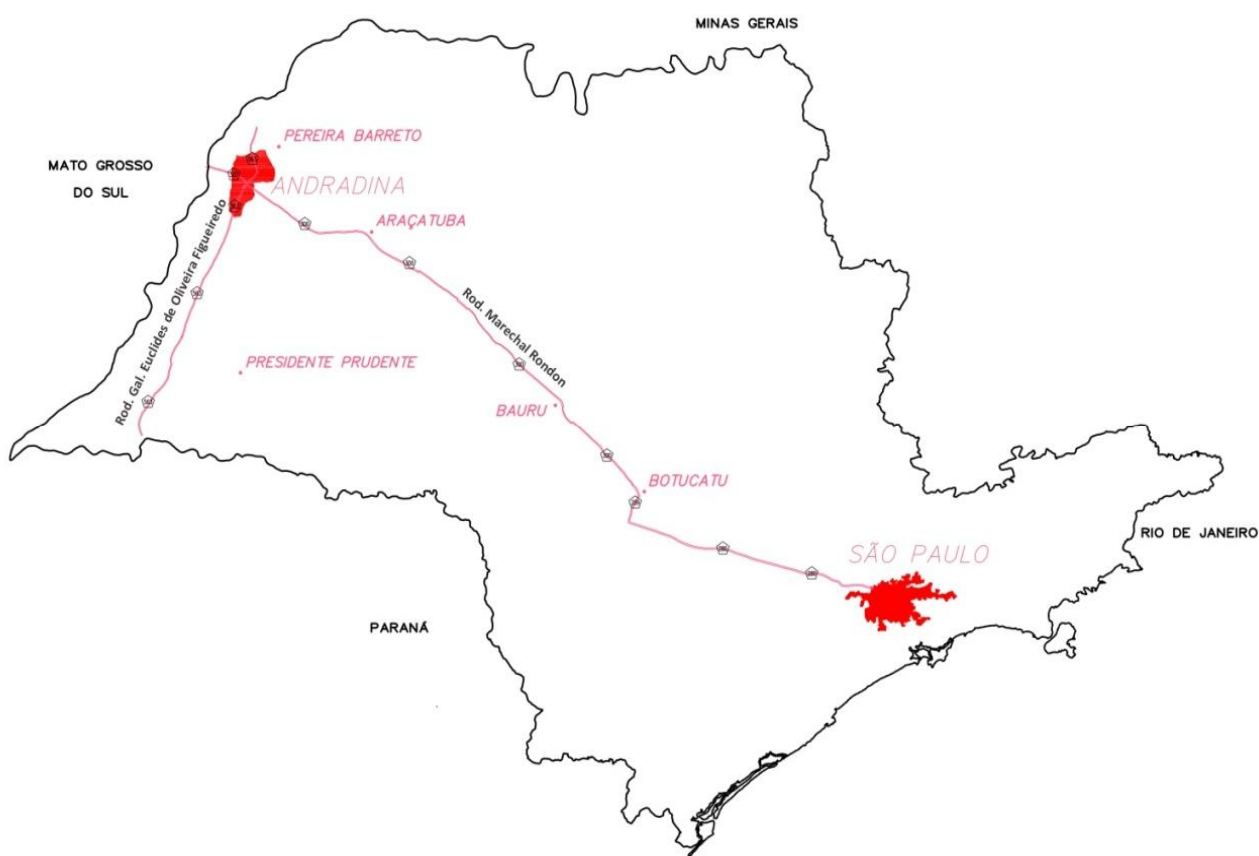 MINAS GERAIS
PEREIRA BARRETO
MATO GROSSO
DO SUL
ANDRADINA
ARAÇATUBA
Rod. Gal. Euclides de Oliveira Figueiredo
Rod. Marechal Rondon
PRESIDENTE PRUDENTE
BAURU
BOTUCATU
RIO DE JANEIRO
SÃO PAULO
PARANÁ